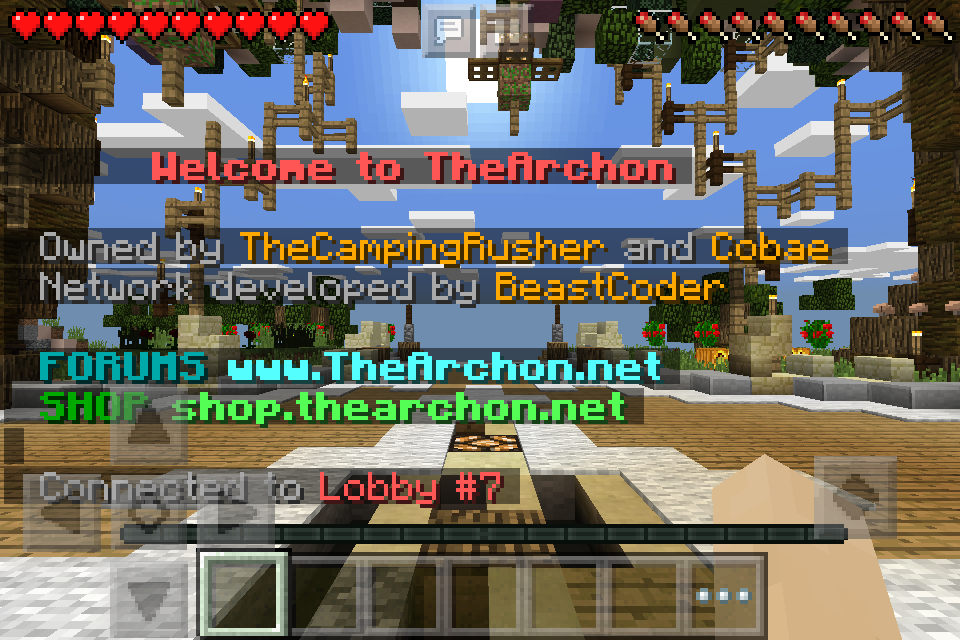 Welcome to TheArchon
Owned by TheCampingRusher and Cobae
Network developed by BeastCoder
FORUMS www.TheArchon.net
SHOP shop.thearchon.net
Connected to Lobby #7